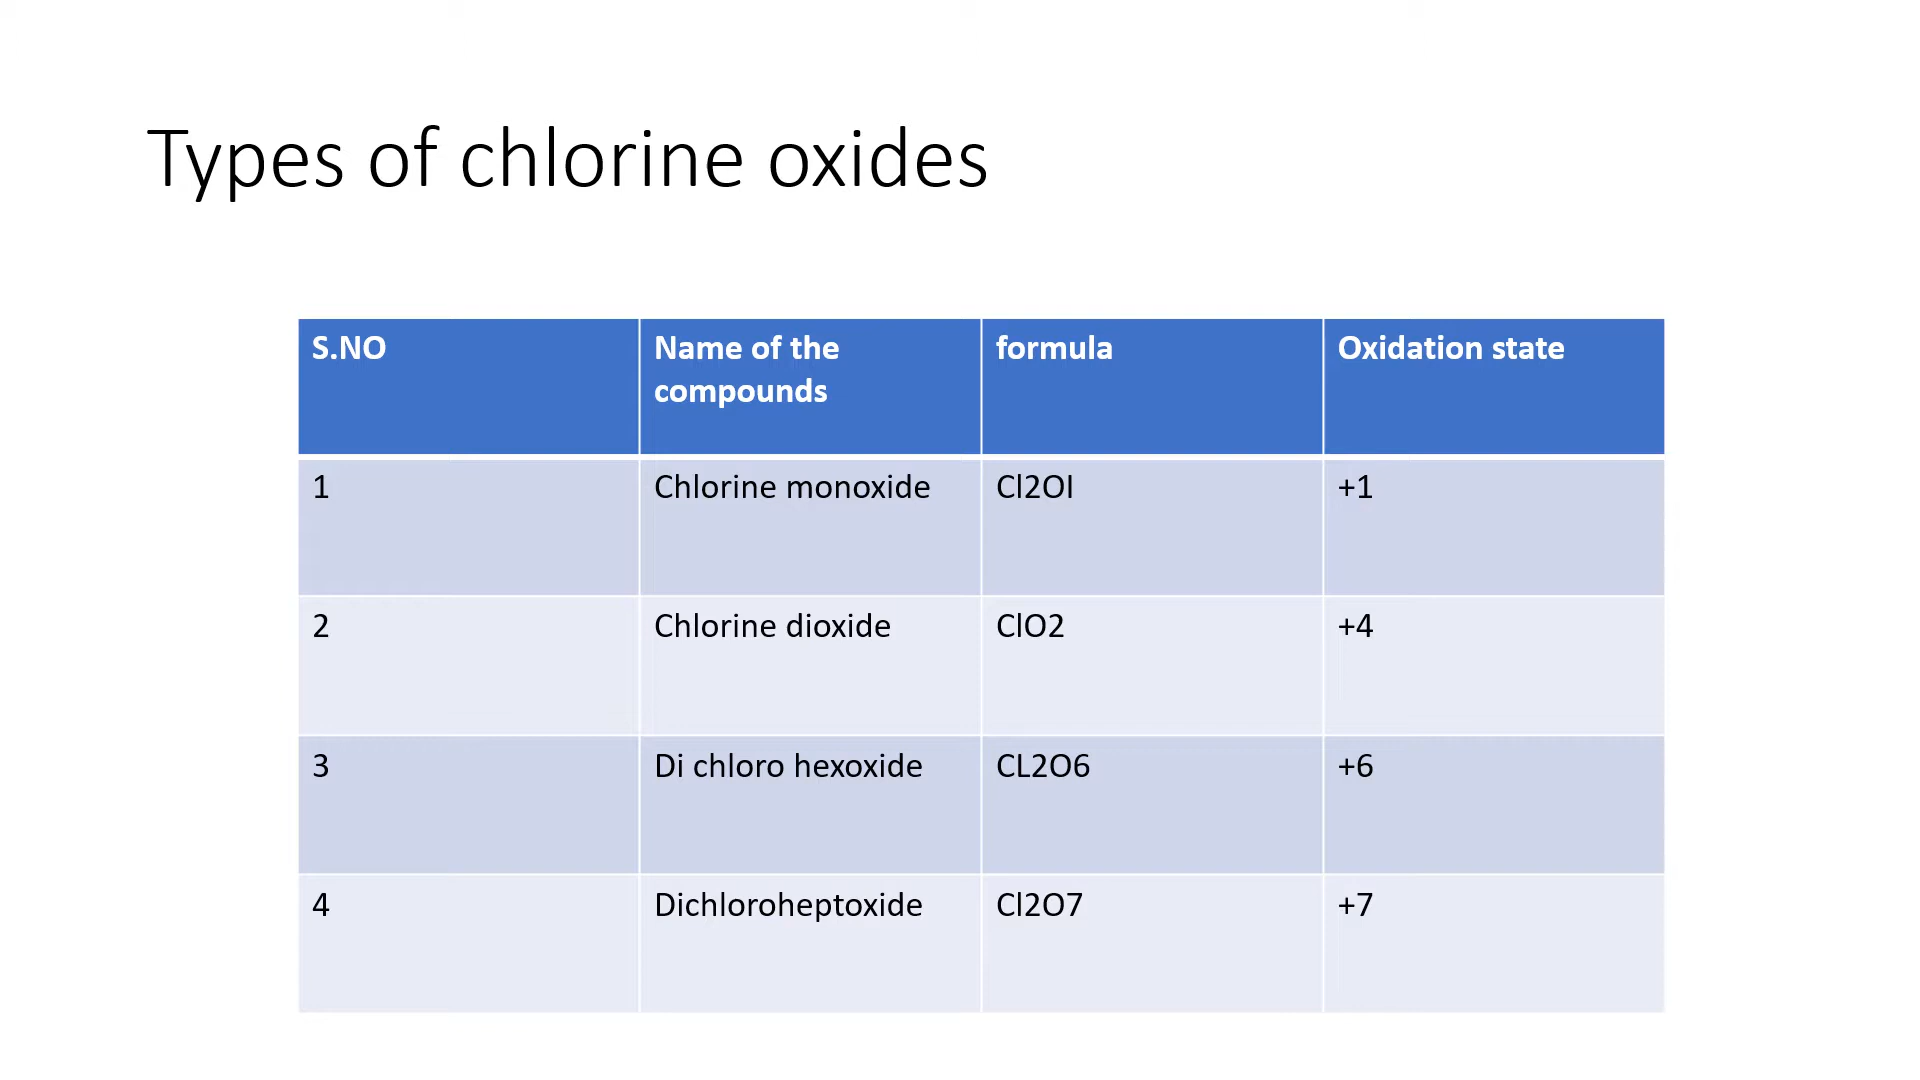 Types of chlorine oxides
S.NO
Name of the
compounds
formula
Oxidation state
1
Chlorine monoxide
Cl2OI
+1
2
Chlorine dioxide
ClO2
+4
3
Di chloro hexoxide
CL2O6
+6
4
Dichloroheptoxide
Cl2O7
+7